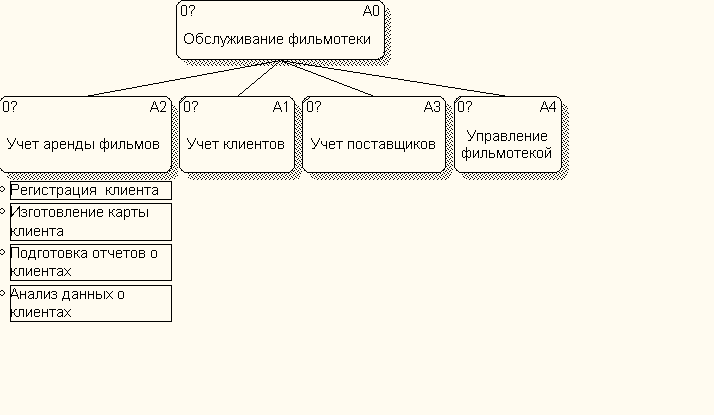 0? A0
Обслуживание фильмотеки
0? A2
Учет аренды фильмов
0? A1
Учет клиентов
0? A3
Учет поставщиков
0? A4
Управление
фильмотекой
Регистрация клиента
Изготовление карты
клиента
Подготовка отчетов о
клиентах
Анализ данных о
клиентах